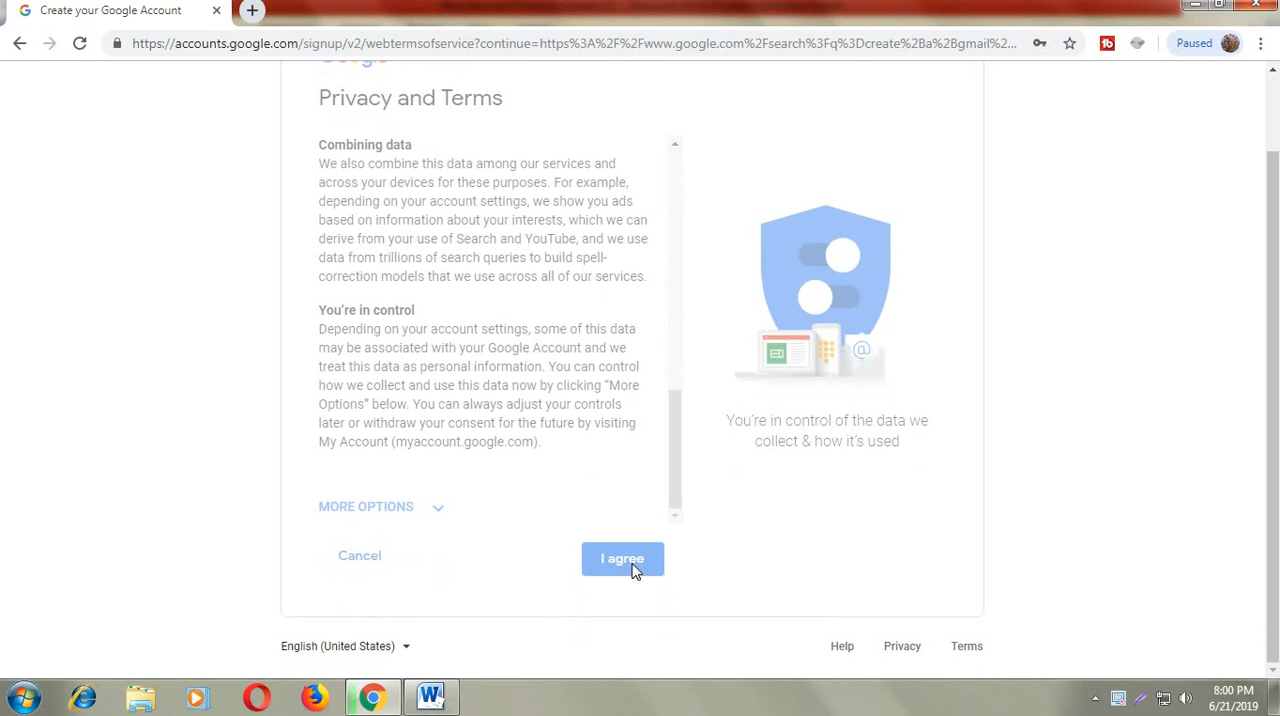 Create your Google Account
https://accounts.google.com/signup/v2/webtermsofservice?continue=https%3A%2F%2Fwww.google.com%2Fsearch%3Fq%3Dcreate%2Ba%2Bgmail%2...
Paused
Google
Privacy and Terms
Combining data
We also combine this data among our services and
across your devices for these purposes. For example,
depending on your account settings, we show you ads
based on information about your interests, which we can
derive from your use of Search and YouTube, and we use
data from trillions of search queries to build spell-
correction models that we use across all of our services.
You're in control
Depending on your account settings, some of this data
may be associated with your Google Account and we
treat this data as personal information. You can control
how we collect and use this data now by clicking “More
Options” below. You can always adjust your controls
later or withdraw your consent for the future by visiting
My Account (myaccount.google.com).
You're in control of the data we
collect & how it's used
MORE OPTIONS
Cancel
I agree
English (United States)
Help
Privacy
Terms
8:00 PM
6/21/2019